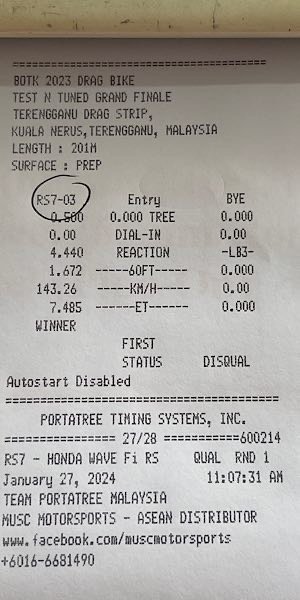 ==========================================
BOTK 2023 DRAG BIKE
TEST N TUNED GRAND FINALE
TERENGGANU DRAG STRIP,
KUALA NERUS,TERENGGANU, MALAYSIA
LENGTH : 201M
SURFACE : PREP
RS7-03 Entry BYE
0.500 0.000 TREE 0.000
0.00 DIAL-IN 0.00
4.440 REACTION -LB3-
1.672 -----60FT----- 0.000
143.26 -----KM/H----- 0.00
7.485 ------ET------ 0.000
WINNER
FIRST
STATUS DISQUAL
Autostart Disabled
==========================================
PORTATREE TIMING SYSTEMS, INC.
================ 27/28 ===========600214
RS7 - HONDA WAVE Fi RS QUAL RND 1
January 27, 2024 11:07:31 AM
TEAM PORTATREE MALAYSIA
MUSC MOTORSPORTS - ASEAN DISTRIBUTOR
www.facebook.com/muscmotorsports
+6016-6681490